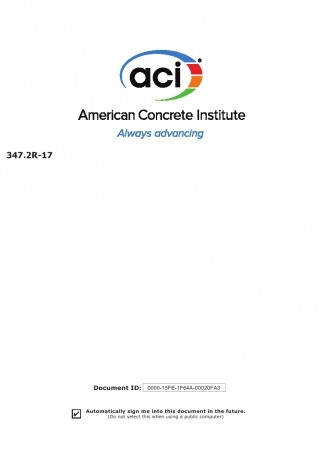 aci
American Concrete Institute
Always advancing
347.2R-17
Document ID: 0000-15FE-1F64A-00020FA3
Automatically sign me into this document in the future.
(Do not select this when using a public computer)